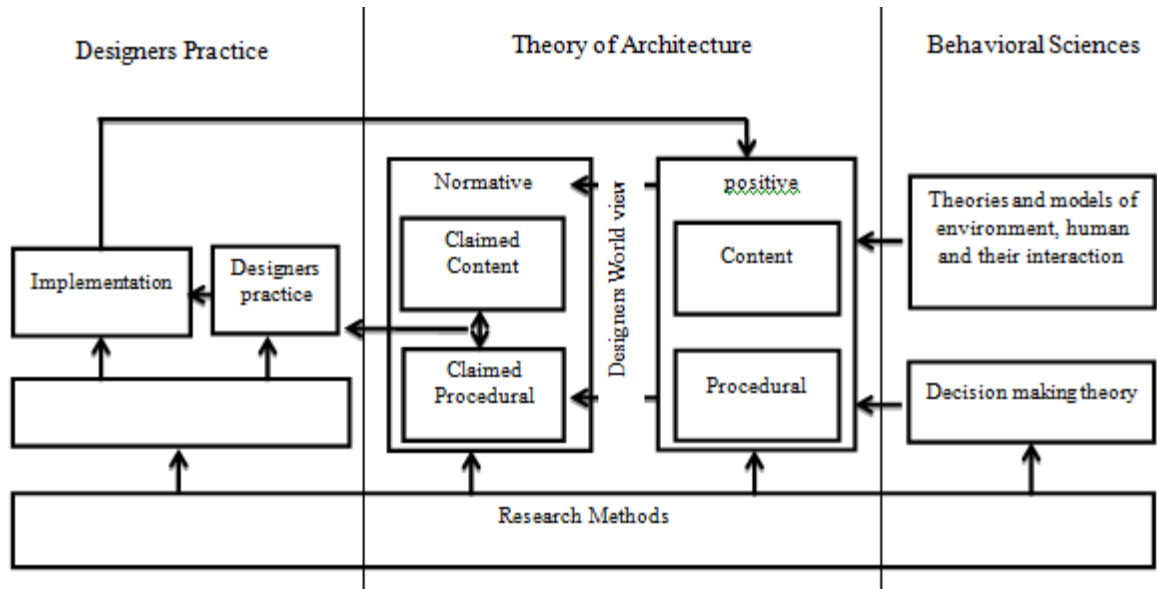 Designers Practice
Theory of Architecture
Behavioral Sciences
Normative
positive
Claimed
Content
Content
Claimed
Procedural
Procedural
Designers World view
Implementation
Designers
practice
Theories and models of
environment, human
and their interaction
Decision making theory
Research Methods